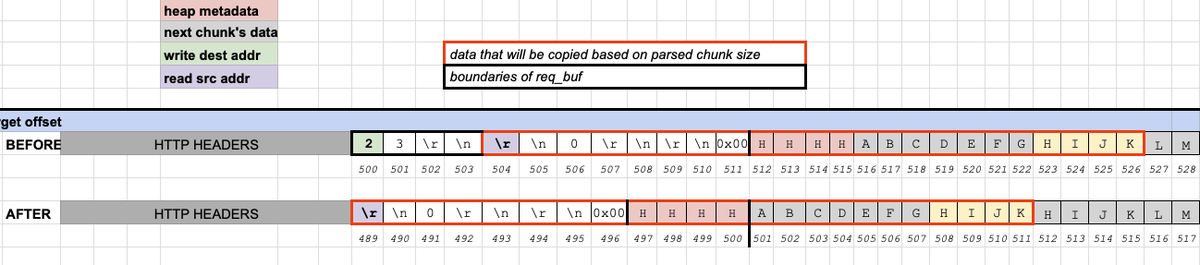 heap metadata
next chunk's data
write dest addr
data that will be copied based on parsed chunk size
read src addr
boundaries of req_buf
rget offset
BEFORE HTTP HEADERS 2 3 \r \n \r \n 0 \r \n \r \n 0x00 H H H H A B C D E F G H I J K L M
500 501 502 503 504 505 506 507 508 509 510 511 512 513 514 515 516 517 518 519 520 521 522 523 524 525 526 527 528
AFTER HTTP HEADERS \r \n 0 \r \n \r \n 0x00 H H H H A B C D E F G H I J K H I J K L M
489 490 491 492 493 494 495 496 497 498 499 500 501 502 503 504 505 506 507 508 509 510 511 512 513 514 515 516 517